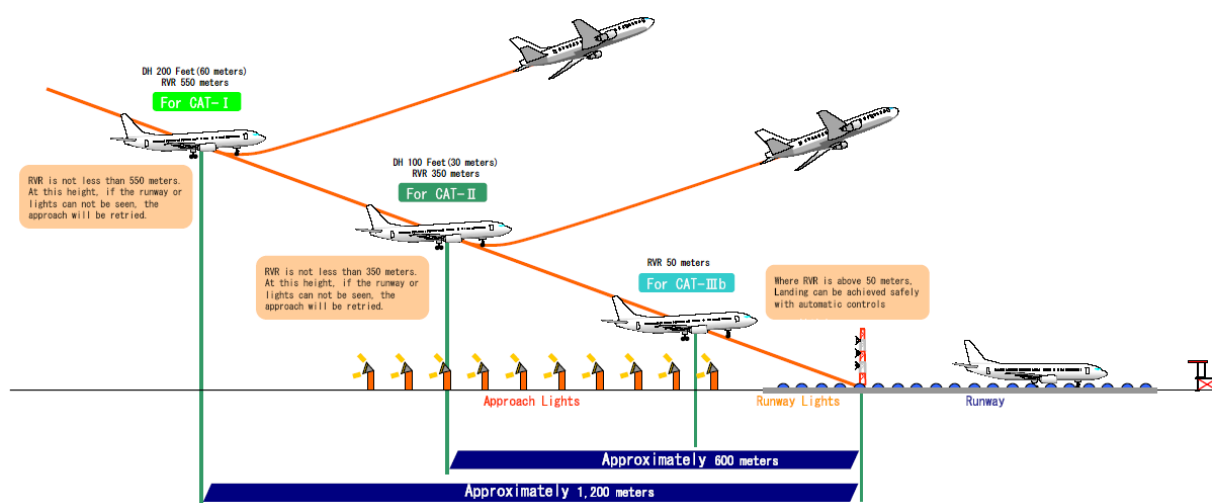 DH 200 Feet(60 meters)
RVR 550 meters
For CAT-Ⅰ
RVR is not less than 550 meters.
At this height, if the runway or
lights can not be seen, the
approach will be retried.
DH 100 Feet(30 meters)
RVR 350 meters
For CAT-Ⅱ
RVR is not less than 350 meters.
At this height, if the runway or
lights can not be seen, the
approach will be retried.
RVR 50 meters
For CAT-Ⅲb
Where RVR is above 50 meters,
Landing can be achieved safely
with automatic controls
Approach Lights
Runway Lights
Runway
Approximately 600 meters
Approximately 1,200 meters